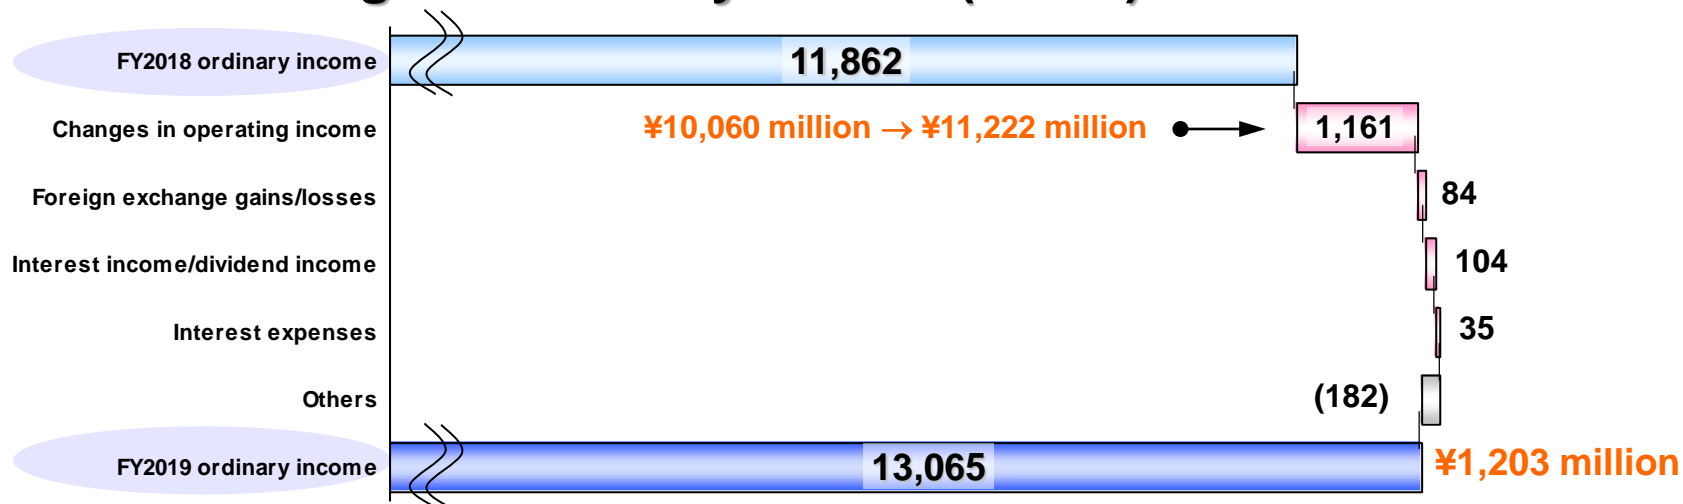 FY2018 ordinary income 11,862
Changes in operating income ¥10,060 million → ¥11,222 million 1,161
Foreign exchange gains/losses 84
Interest income/dividend income 104
Interest expenses 35
Others (182)
FY2019 ordinary income 13,065 ¥1,203 million